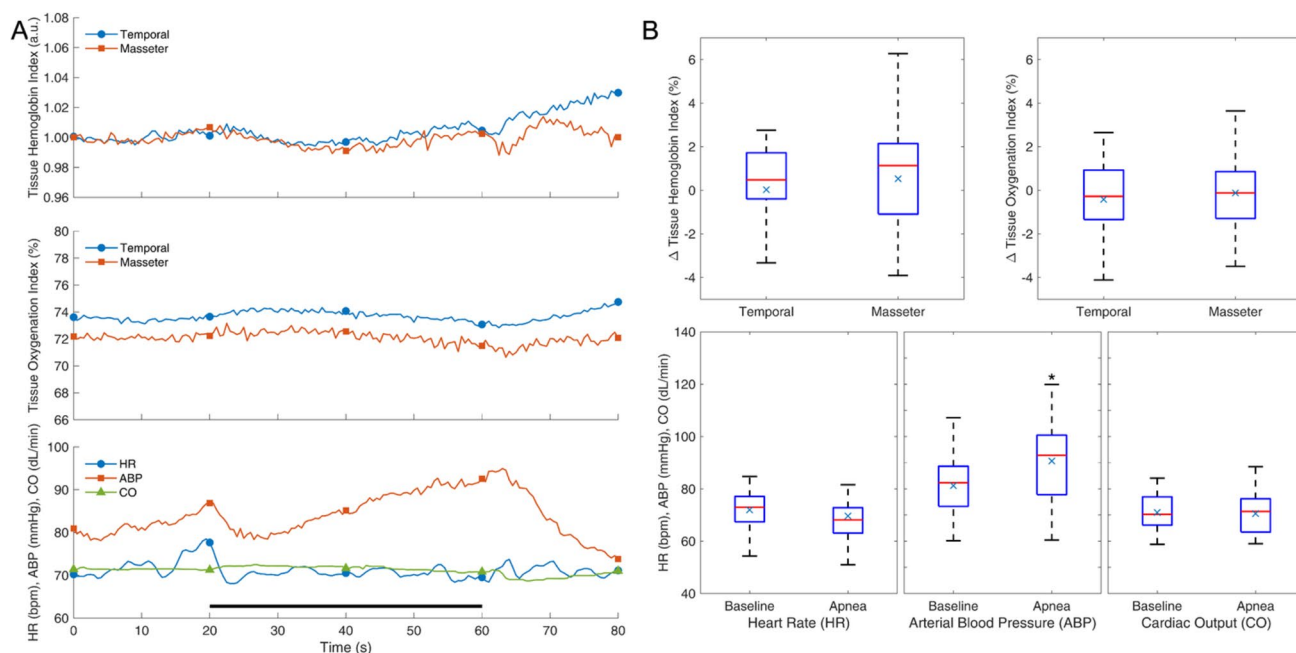 A
Tissue Hemoglobin Index (a.u.)
1.08
1.06
1.04
1.02
1.00
0.98
0.96
Temporal
Masseter
Tissue Oxygenation Index (%)
80
78
76
74
72
70
68
66
Temporal
Masseter
HR (bpm), ABP (mmHg), CO (dL/min)
100
90
80
70
60
HR
ABP
CO
0 10 20 30 40 50 60 70 80
Time (s)
B
Δ Tissue Hemoglobin Index (%)
6
4
2
0
-2
-4
Temporal Masseter
Δ Tissue Oxygenation Index (%)
6
4
2
0
-2
-4
Temporal Masseter
HR (bpm), ABP (mmHg), CO (dL/min)
140
120
100
80
60
40
*
Baseline Apnea Baseline Apnea Baseline Apnea
Heart Rate (HR) Arterial Blood Pressure (ABP) Cardiac Output (CO)